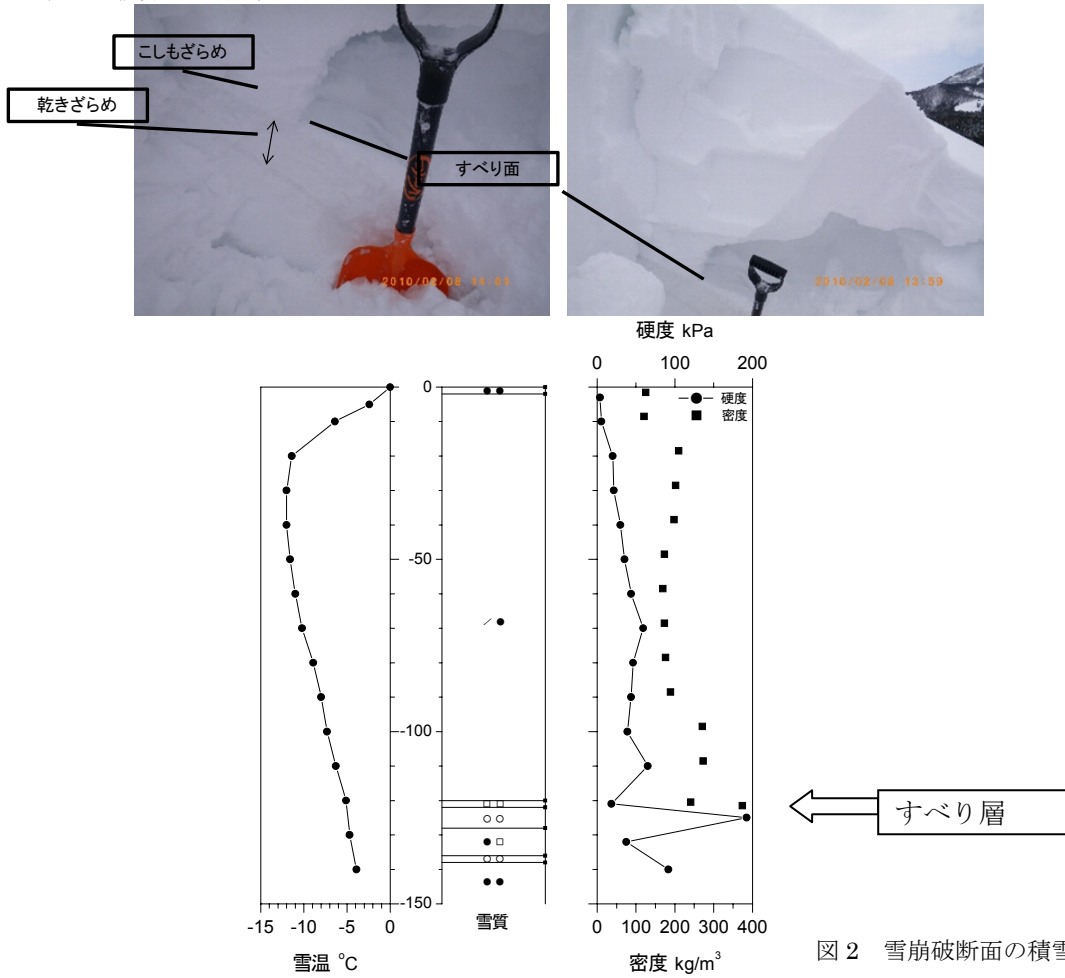 こしもざらめ
乾きざらめ
すべり面
2010/02/08 14:01
2010/02/08 13:59
硬度 kPa
0 100 200
硬度
密度
0
-50
-100
-150
すべり層
-15 -10 -5 0
雪温 °C
雪質
0 100 200 300 400
密度 kg/m³
図 2 雪崩破断面の積雪